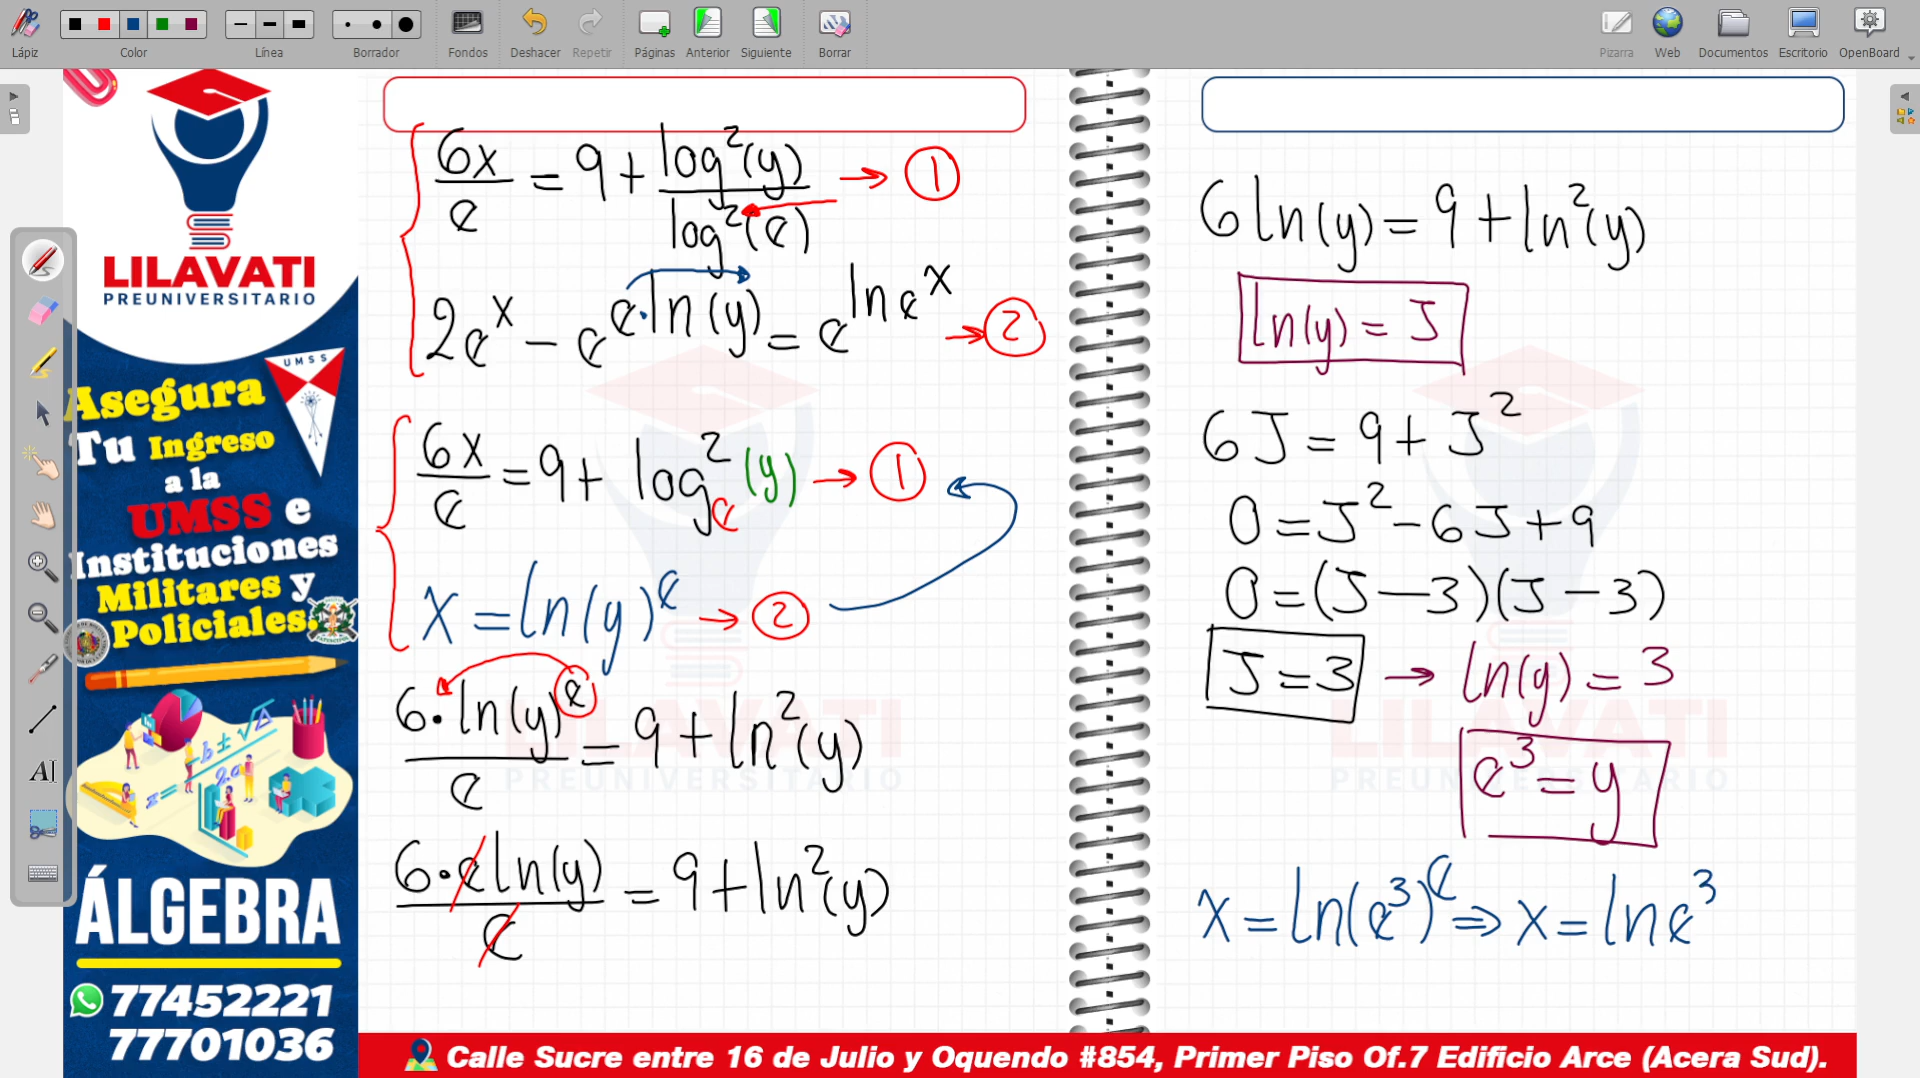 Lápiz
Color
Línea
Borrador
Fondos
Deshacer
Repetir
Páginas
Anterior
Siguiente
Borrar
Pizarra
Web
Documentos
Escritorio
OpenBoard
LILAVATI
PREUNIVERSITARIO
UMSS
Asegura
Tu Ingreso
a la
UMSS e
Instituciones
Militares y
Policiales.
ÁLGEBRA
77452221
77701036
6x/e = 9 + log²(y)/log²(e) → ①
2e^x - e^(e·ln(y)) = e^(ln e^x) → ②
6x/e = 9 + log²_e (y) → ①
x = ln(y)^e → ②
6·ln(y)^e/e = 9 + ln²(y)
6·e ln(y)/e = 9 + ln²(y)
6 ln(y) = 9 + ln²(y)
ln(y) = J
6J = 9 + J²
0 = J² - 6J + 9
0 = (J - 3)(J - 3)
J = 3 → ln(y) = 3
e³ = y
x = ln(e³)^e ⇒ x = ln e³
LILAVATI
PREUNIVERSITARIO
LILAVATI
PREUNIVERSITARIO
Calle Sucre entre 16 de Julio y Oquendo #854, Primer Piso Of.7 Edificio Arce (Acera Sud).